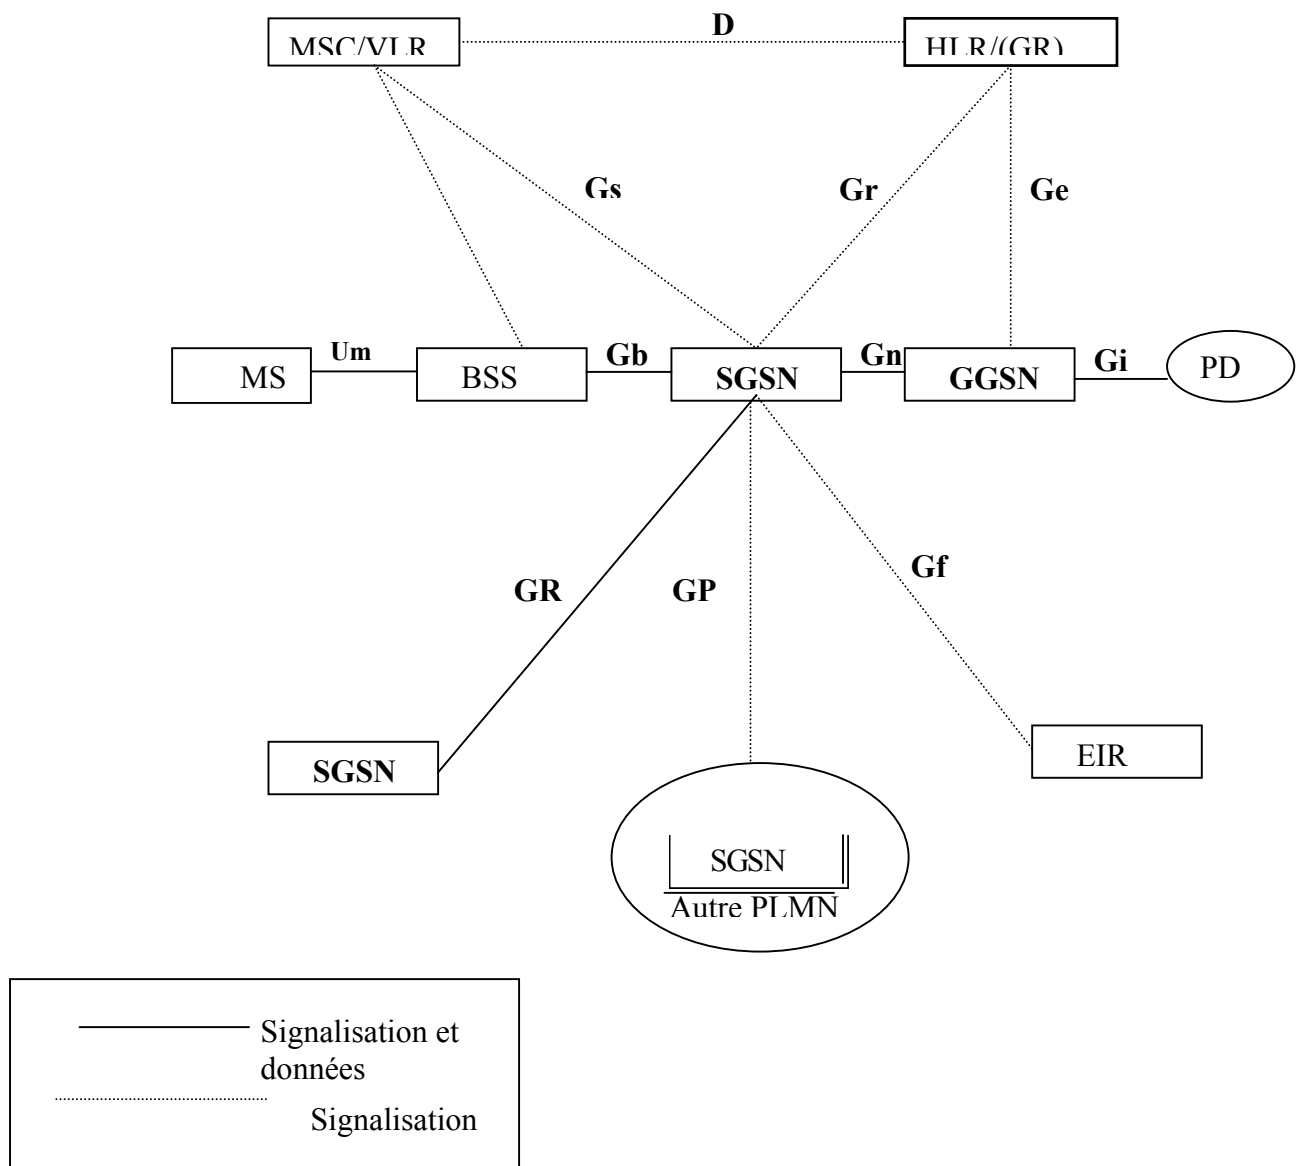 D
MSC/VLR
HLR/(GR)
Gs
Gr
Ge
Um
Gb
Gn
Gi
MS
BSS
SGSN
GGSN
PD
GR
GP
Gf
SGSN
EIR
SGSN
Autre PLMN
Signalisation et
données
Signalisation